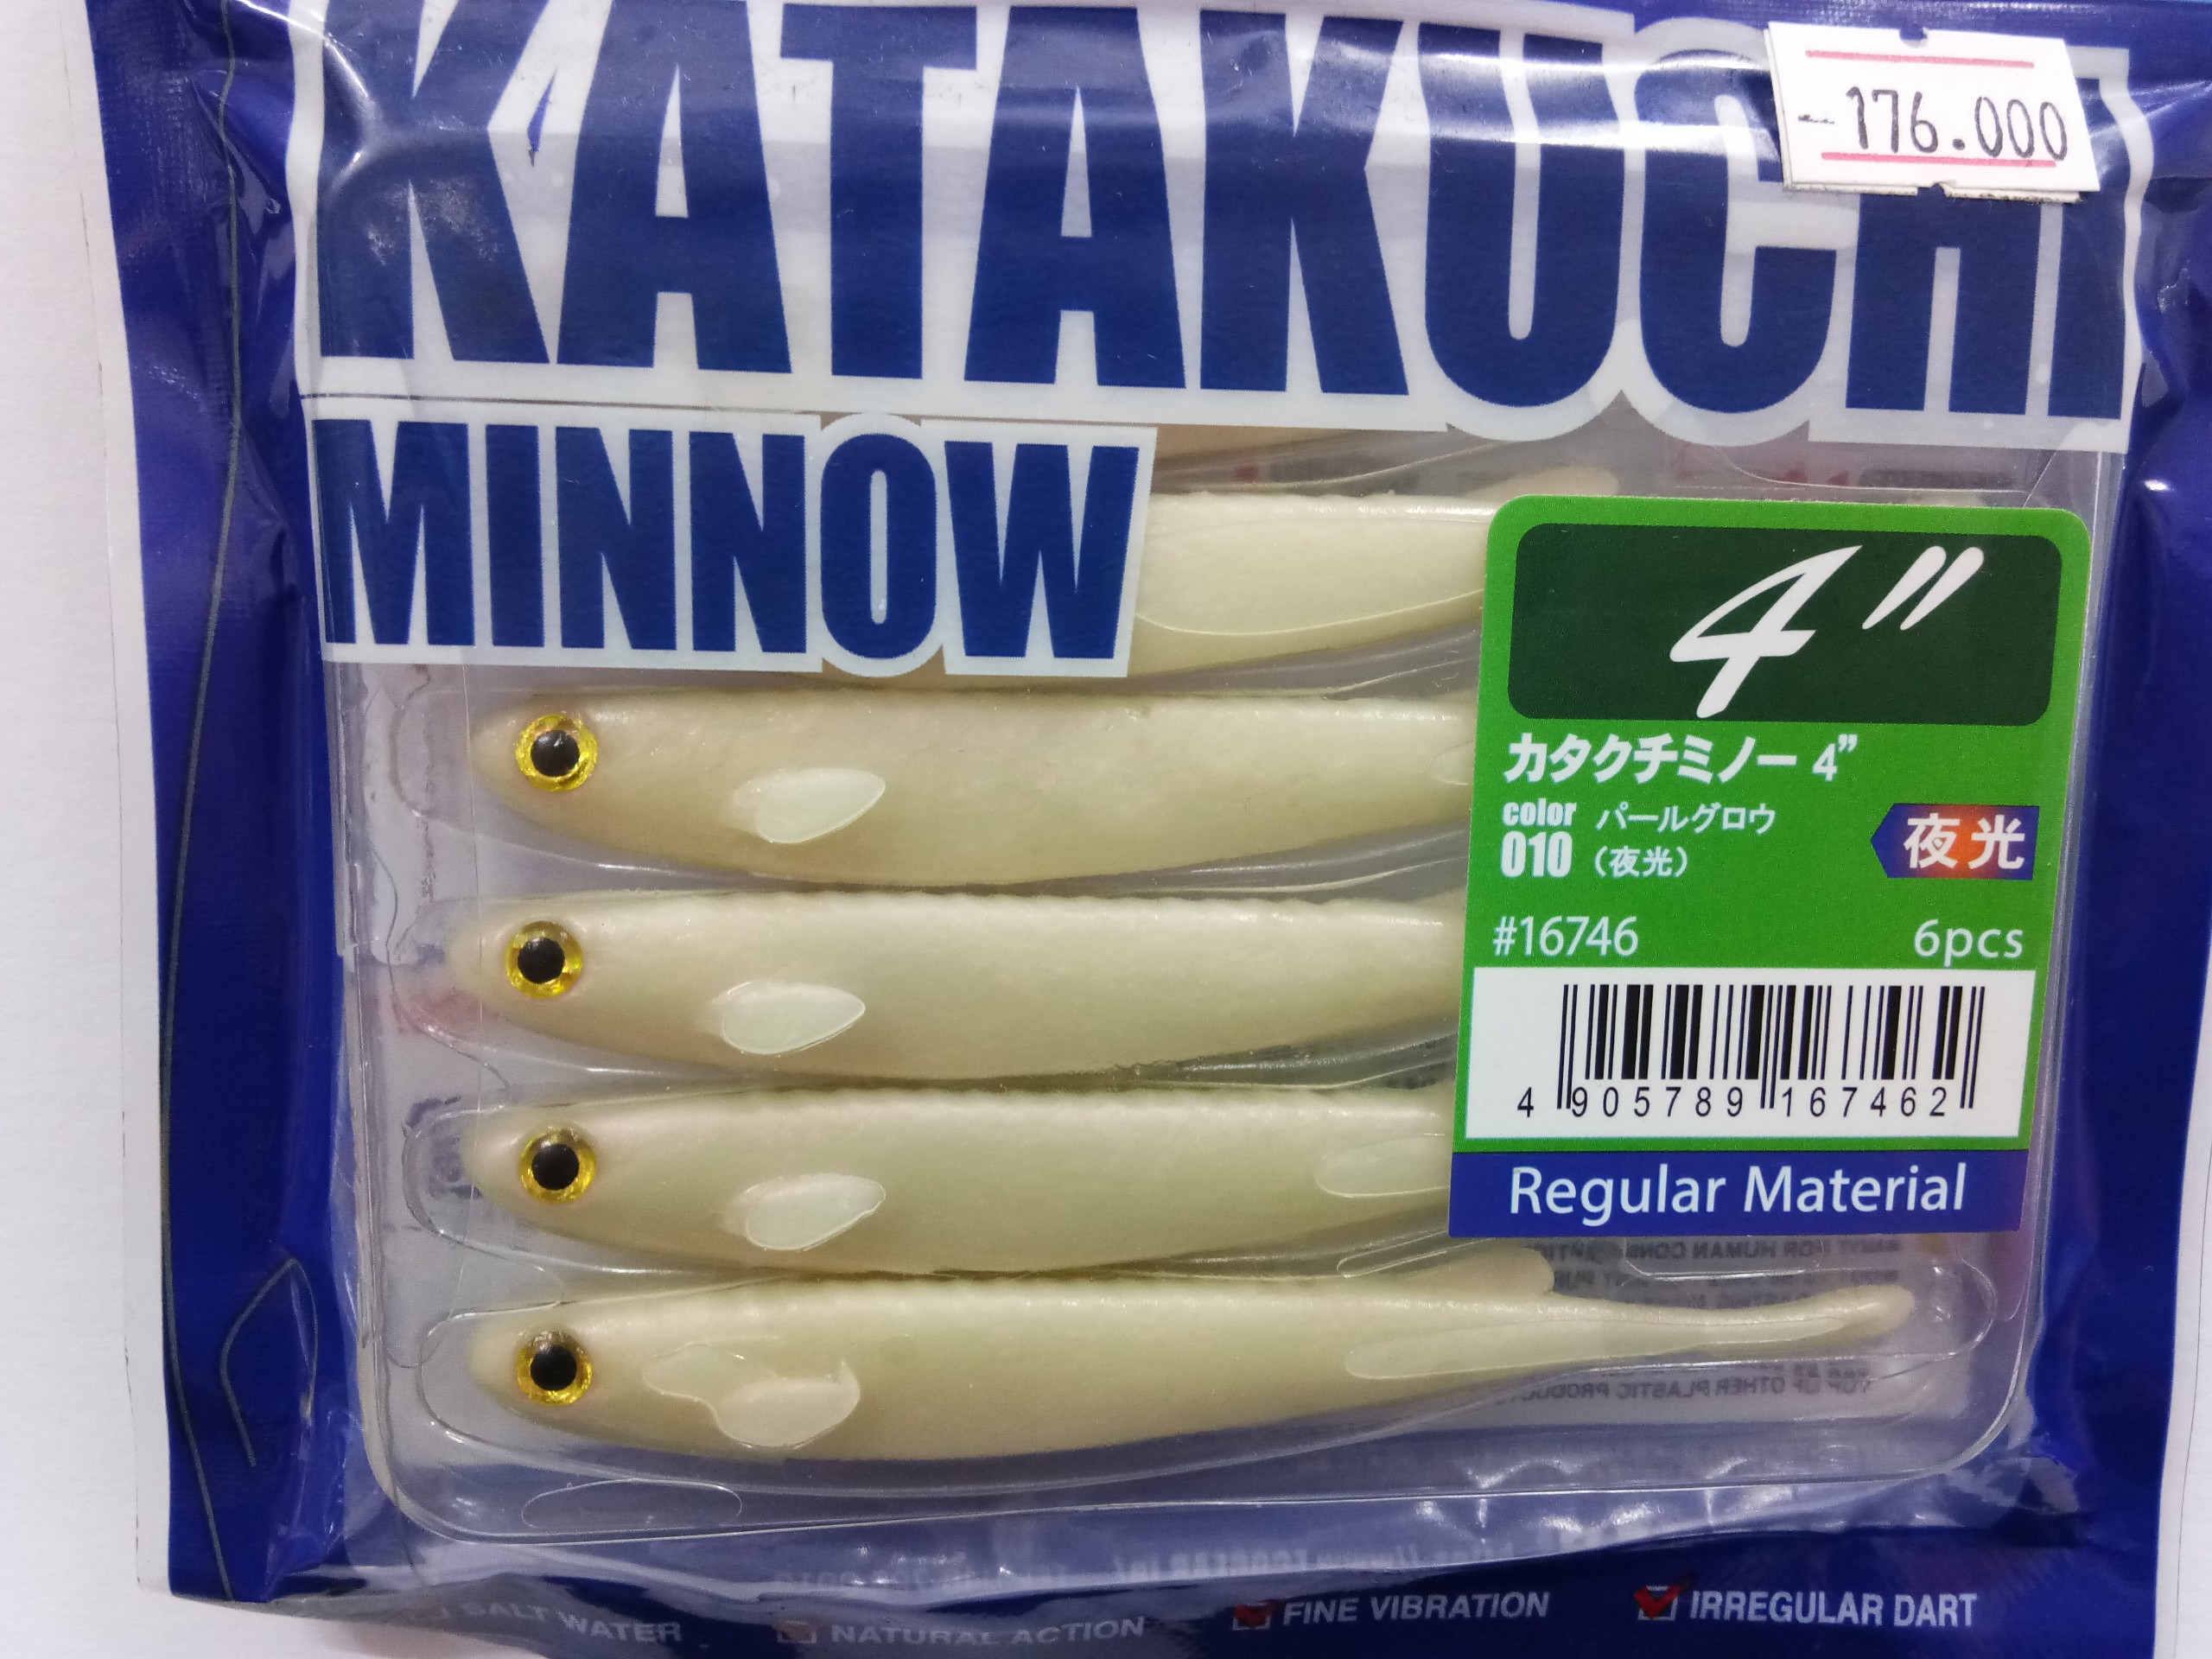 KATAKUCHI
-176.000
MINNOW
4"
カタクチミノー 4"
color パールグロウ
010 (夜光)
夜光
#16746 6pcs
4 905789 167462
Regular Material
SALT WATER NATURAL ACTION FINE VIBRATION IRREGULAR DART